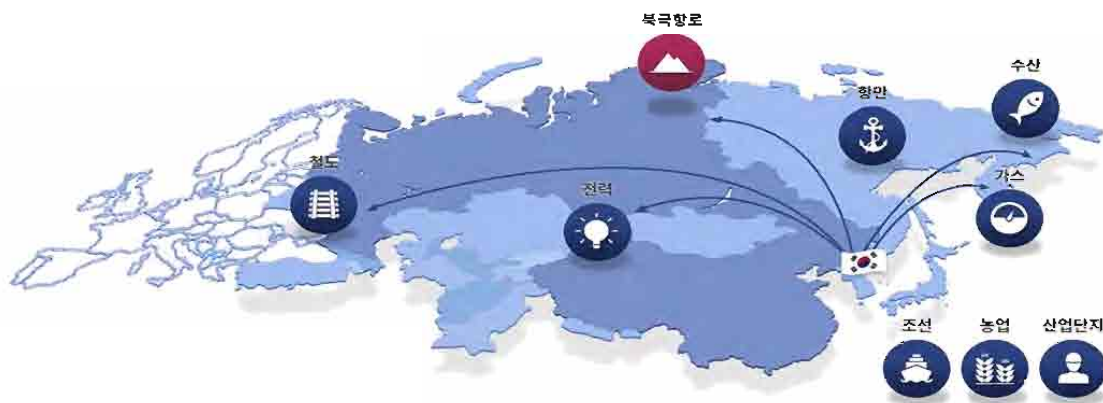 북극항로
수산
항만
철도
전력
가스
조선 농업 산업단지